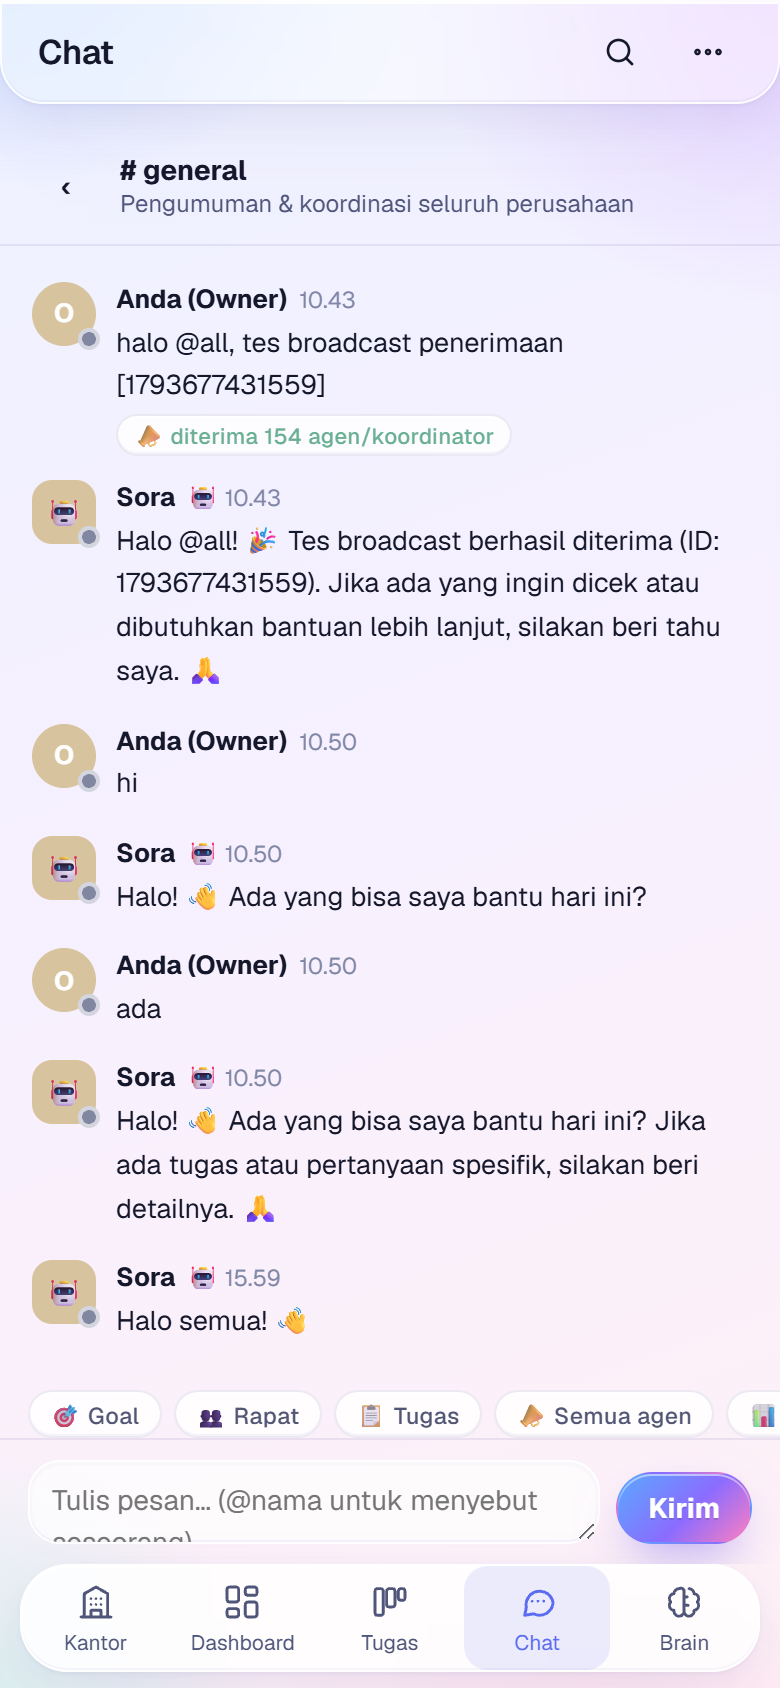 Chat
# general
Pengumuman & koordinasi seluruh perusahaan
O
Anda (Owner) 10.43
halo @all, tes broadcast penerimaan
[1793677431559]
diterima 154 agen/koordinator
Sora 10.43
Halo @all! 🎉 Tes broadcast berhasil diterima (ID:
1793677431559). Jika ada yang ingin dicek atau
dibutuhkan bantuan lebih lanjut, silakan beri tahu
saya. 🙏
O
Anda (Owner) 10.50
hi
Sora 10.50
Halo! 👋 Ada yang bisa saya bantu hari ini?
O
Anda (Owner) 10.50
ada
Sora 10.50
Halo! 👋 Ada yang bisa saya bantu hari ini? Jika
ada tugas atau pertanyaan spesifik, silakan beri
detailnya. 🙏
Sora 15.59
Halo semua! 👋
Goal Rapat Tugas Semua agen
Tulis pesan... (@nama untuk menyebut
seseorang)
Kirim
Kantor Dashboard Tugas Chat Brain